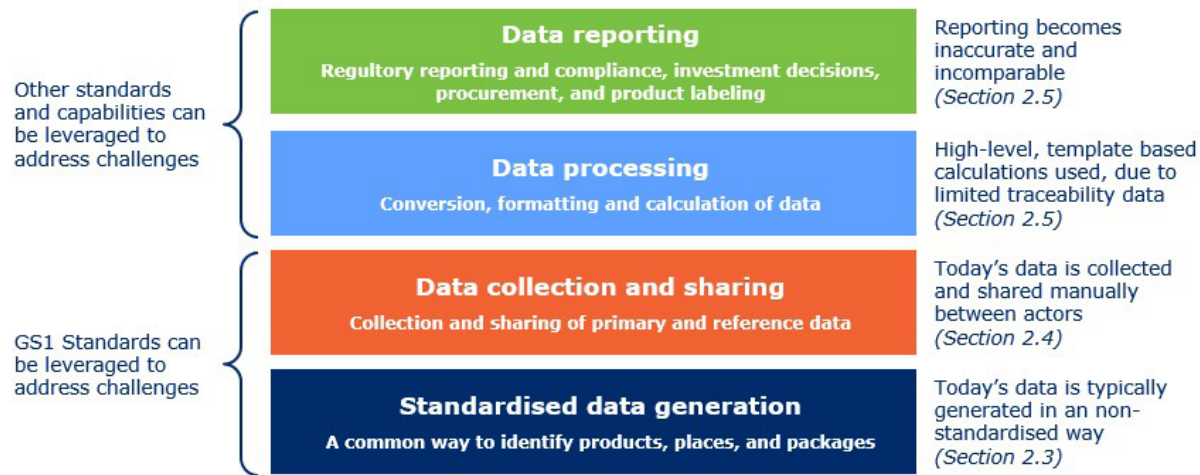 Other standards
and capabilities can
be leveraged to
address challenges
GS1 Standards can
be leveraged to
address challenges
Data reporting
Regultory reporting and compliance, investment decisions,
procurement, and product labeling
Data processing
Conversion, formatting and calculation of data
Data collection and sharing
Collection and sharing of primary and reference data
Standardised data generation
A common way to identify products, places, and packages
Reporting becomes
inaccurate and
incomparable
(Section 2.5)
High-level, template based
calculations used, due to
limited traceability data
(Section 2.5)
Today's data is collected
and shared manually
between actors
(Section 2.4)
Today's data is typically
generated in an non-
standardised way
(Section 2.3)